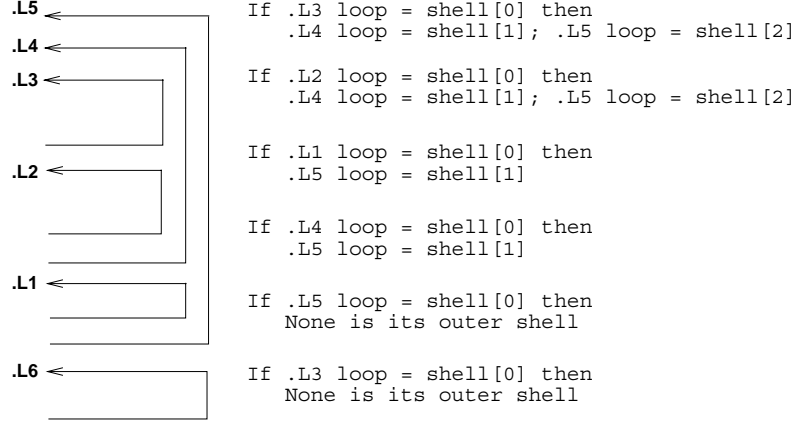 .L5
.L4
.L3
.L2
.L1
.L6
If .L3 loop = shell[0] then
.L4 loop = shell[1]; .L5 loop = shell[2]
If .L2 loop = shell[0] then
.L4 loop = shell[1]; .L5 loop = shell[2]
If .L1 loop = shell[0] then
.L5 loop = shell[1]
If .L4 loop = shell[0] then
.L5 loop = shell[1]
If .L5 loop = shell[0] then
None is its outer shell
If .L3 loop = shell[0] then
None is its outer shell